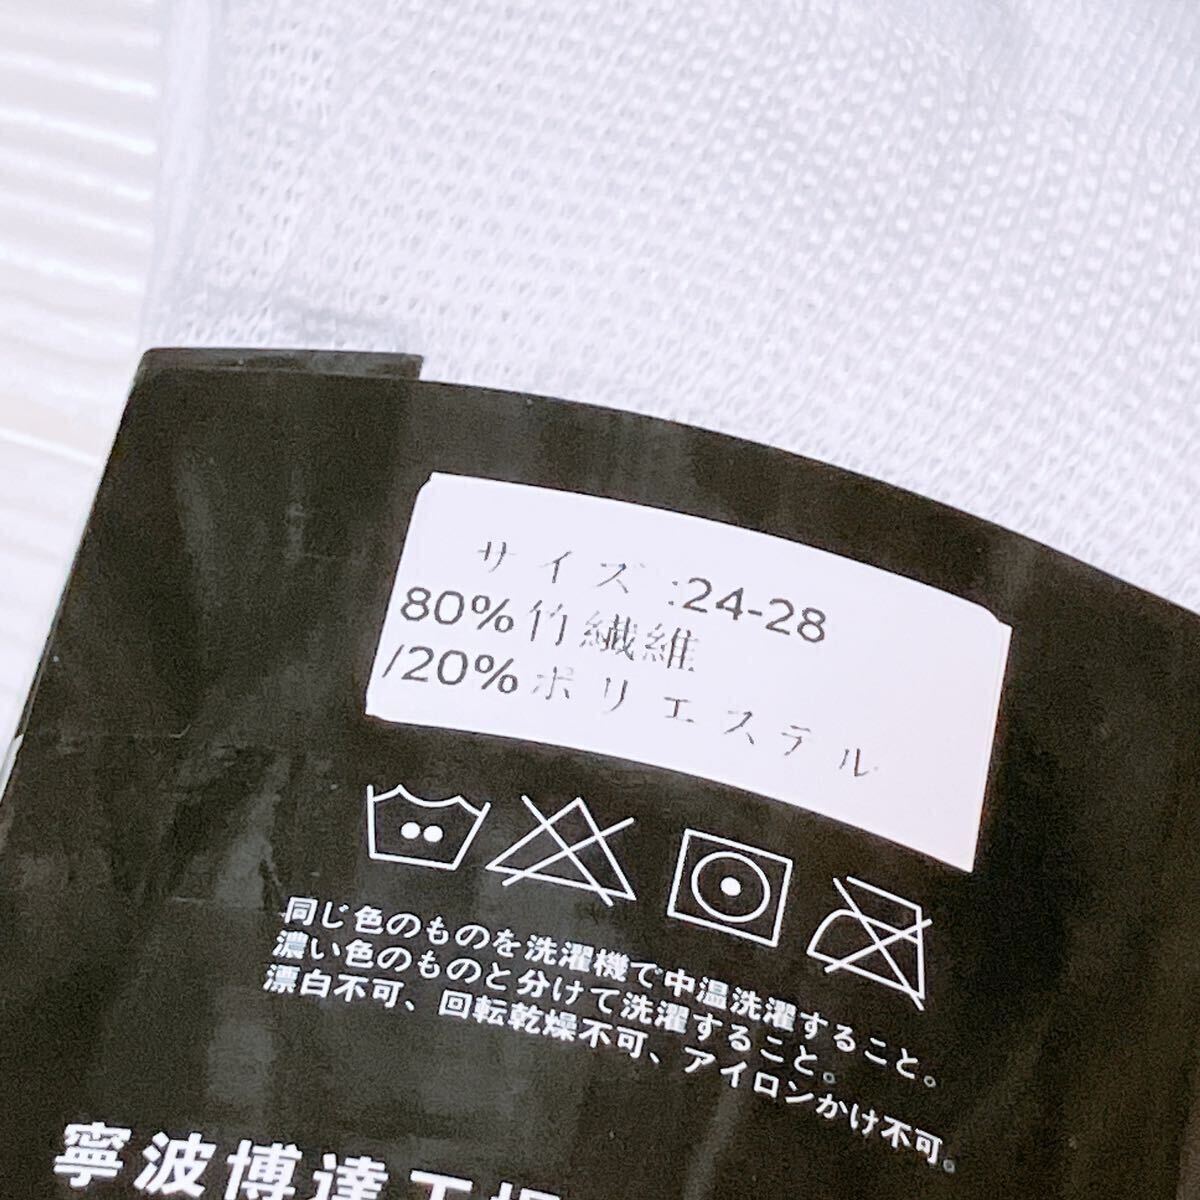 サイズ:24-28
80%竹繊維
/20%ポリエステル
同じ色のものを洗濯機で中温洗濯すること。
濃い色のものと分けて洗濯すること。
漂白不可、回転乾燥不可、アイロンかけ不可。
寧波博達工場